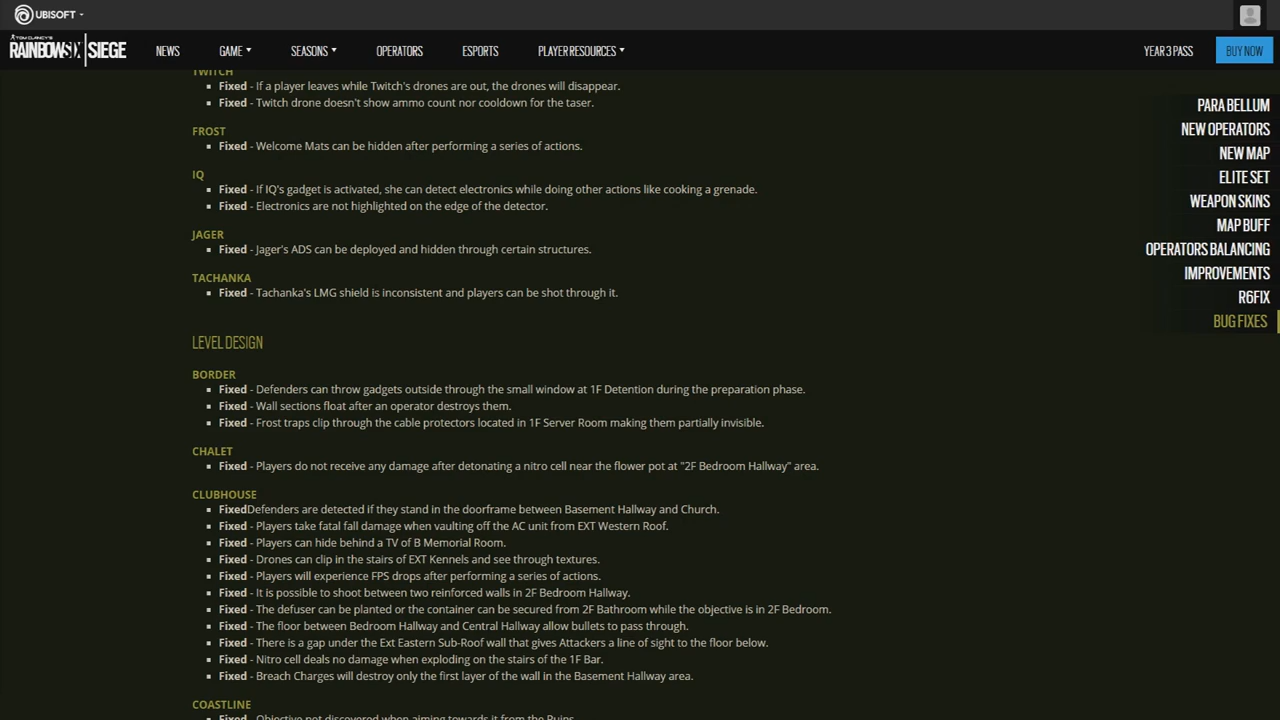 UBISOFT
TOM CLANCY'S
RAINBOWSIX SIEGE
NEWS GAME SEASONS OPERATORS ESPORTS PLAYER RESOURCES YEAR 3 PASS BUY NOW
TWITCH
Fixed - If a player leaves while Twitch's drones are out, the drones will disappear.
Fixed - Twitch drone doesn't show ammo count nor cooldown for the taser.
FROST
Fixed - Welcome Mats can be hidden after performing a series of actions.
IQ
Fixed - If IQ's gadget is activated, she can detect electronics while doing other actions like cooking a grenade.
Fixed - Electronics are not highlighted on the edge of the detector.
JAGER
Fixed - Jager's ADS can be deployed and hidden through certain structures.
TACHANKA
Fixed - Tachanka's LMG shield is inconsistent and players can be shot through it.
LEVEL DESIGN
BORDER
Fixed - Defenders can throw gadgets outside through the small window at 1F Detention during the preparation phase.
Fixed - Wall sections float after an operator destroys them.
Fixed - Frost traps clip through the cable protectors located in 1F Server Room making them partially invisible.
CHALET
Fixed - Players do not receive any damage after detonating a nitro cell near the flower pot at "2F Bedroom Hallway" area.
CLUBHOUSE
FixedDefenders are detected if they stand in the doorframe between Basement Hallway and Church.
Fixed - Players take fatal fall damage when vaulting off the AC unit from EXT Western Roof.
Fixed - Players can hide behind a TV of B Memorial Room.
Fixed - Drones can clip in the stairs of EXT Kennels and see through textures.
Fixed - Players will experience FPS drops after performing a series of actions.
Fixed - It is possible to shoot between two reinforced walls in 2F Bedroom Hallway.
Fixed - The defuser can be planted or the container can be secured from 2F Bathroom while the objective is in 2F Bedroom.
Fixed - The floor between Bedroom Hallway and Central Hallway allow bullets to pass through.
Fixed - There is a gap under the Ext Eastern Sub-Roof wall that gives Attackers a line of sight to the floor below.
Fixed - Nitro cell deals no damage when exploding on the stairs of the 1F Bar.
Fixed - Breach Charges will destroy only the first layer of the wall in the Basement Hallway area.
COASTLINE
Fixed - Objective not discovered when aiming towards it from the Ruins.
PARA BELLUM
NEW OPERATORS
NEW MAP
ELITE SET
WEAPON SKINS
MAP BUFF
OPERATORS BALANCING
IMPROVEMENTS
R6FIX
BUG FIXES